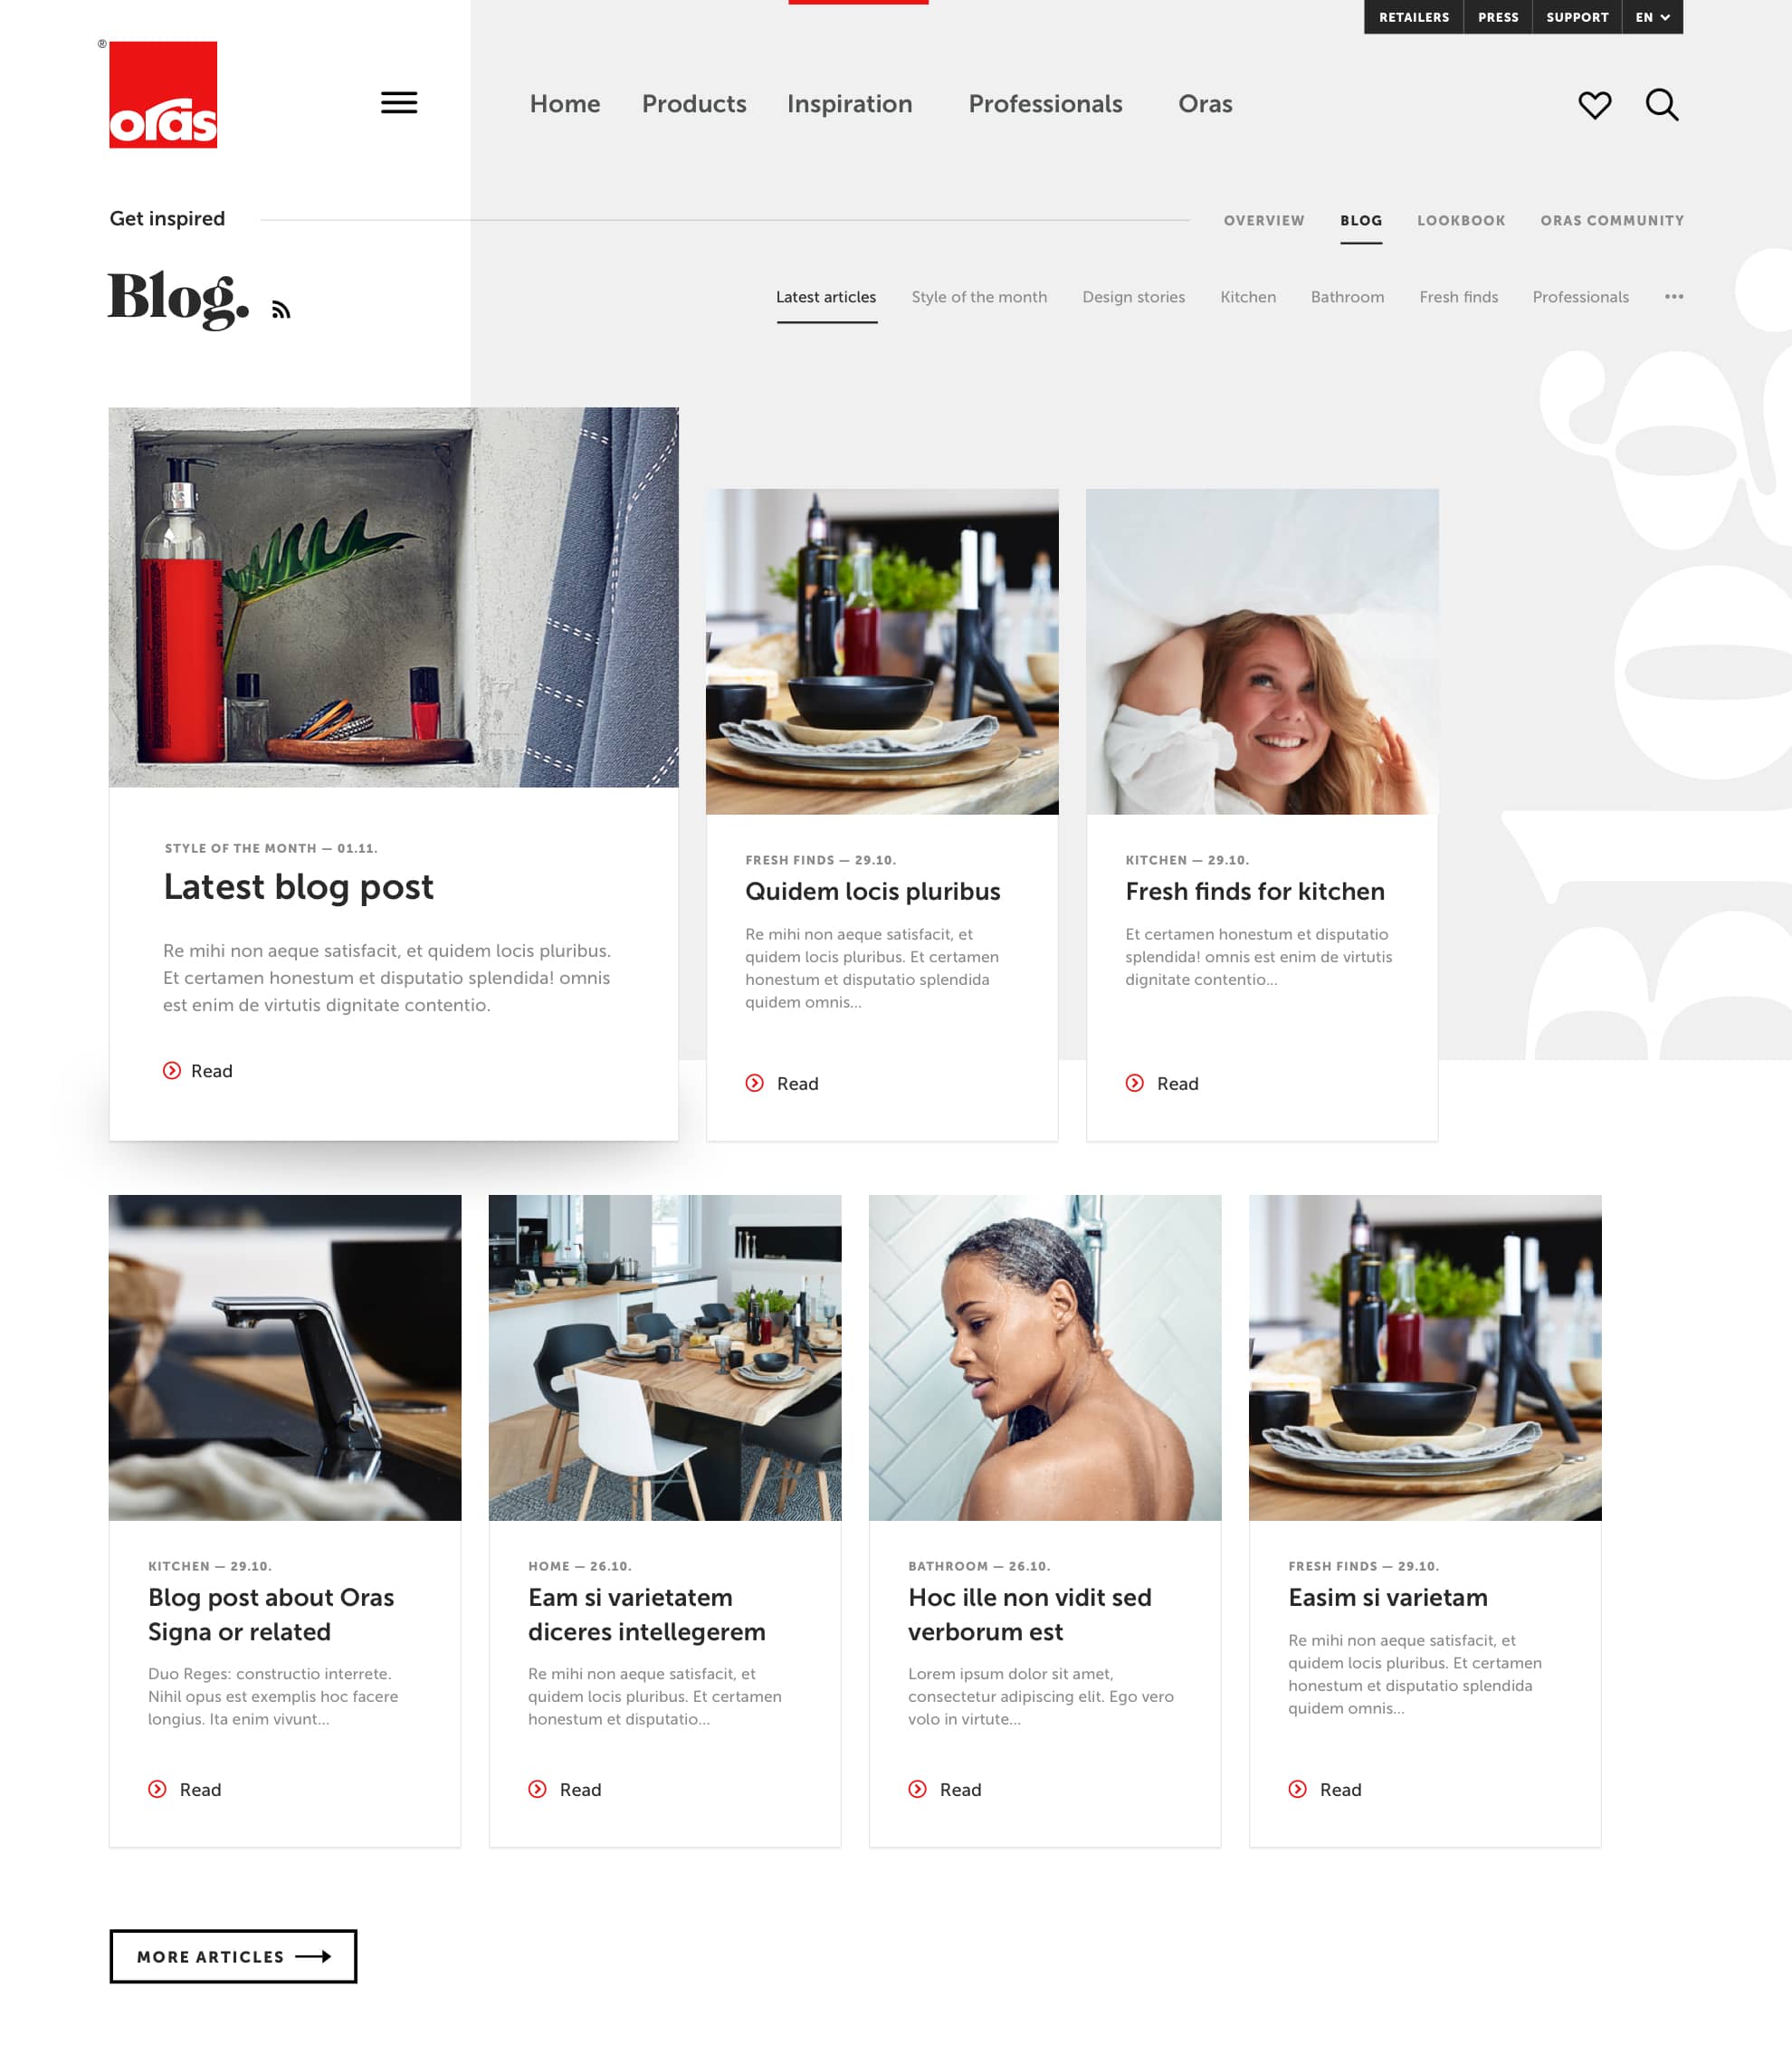 RETAILERS PRESS SUPPORT EN
®
oras
Home Products Inspiration Professionals Oras
Get inspired
OVERVIEW BLOG LOOKBOOK ORAS COMMUNITY
Blog.
Latest articles Style of the month Design stories Kitchen Bathroom Fresh finds Professionals •••
Blog.
STYLE OF THE MONTH — 01.11.
Latest blog post
Re mihi non aeque satisfacit, et quidem locis pluribus.
Et certamen honestum et disputatio splendida! omnis
est enim de virtutis dignitate contentio.
Read
FRESH FINDS — 29.10.
Quidem locis pluribus
Re mihi non aeque satisfacit, et
quidem locis pluribus. Et certamen
honestum et disputatio splendida
quidem omnis...
Read
KITCHEN — 29.10.
Fresh finds for kitchen
Et certamen honestum et disputatio
splendida! omnis est enim de virtutis
dignitate contentio...
Read
KITCHEN — 29.10.
Blog post about Oras
Signa or related
Duo Reges: constructio interrete.
Nihil opus est exemplis hoc facere
longius. Ita enim vivunt...
Read
HOME — 26.10.
Eam si varietatem
diceres intellegerem
Re mihi non aeque satisfacit, et
quidem locis pluribus. Et certamen
honestum et disputatio...
Read
BATHROOM — 26.10.
Hoc ille non vidit sed
verborum est
Lorem ipsum dolor sit amet,
consectetur adipiscing elit. Ego vero
volo in virtute...
Read
FRESH FINDS — 29.10.
Easim si varietam
Re mihi non aeque satisfacit, et
quidem locis pluribus. Et certamen
honestum et disputatio splendida
quidem omnis...
Read
MORE ARTICLES